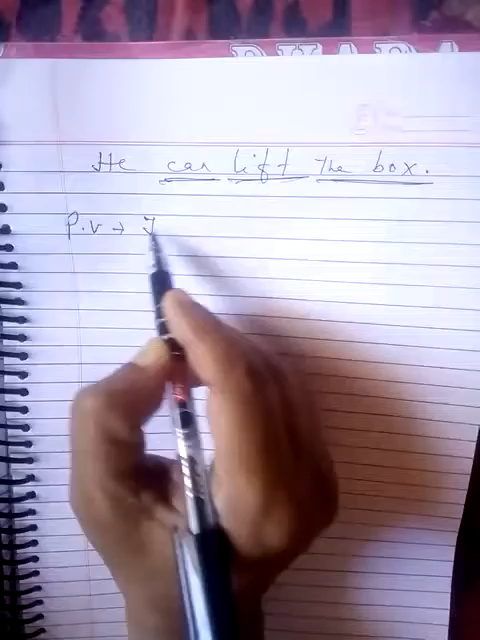 He can lift The box.
P.V →